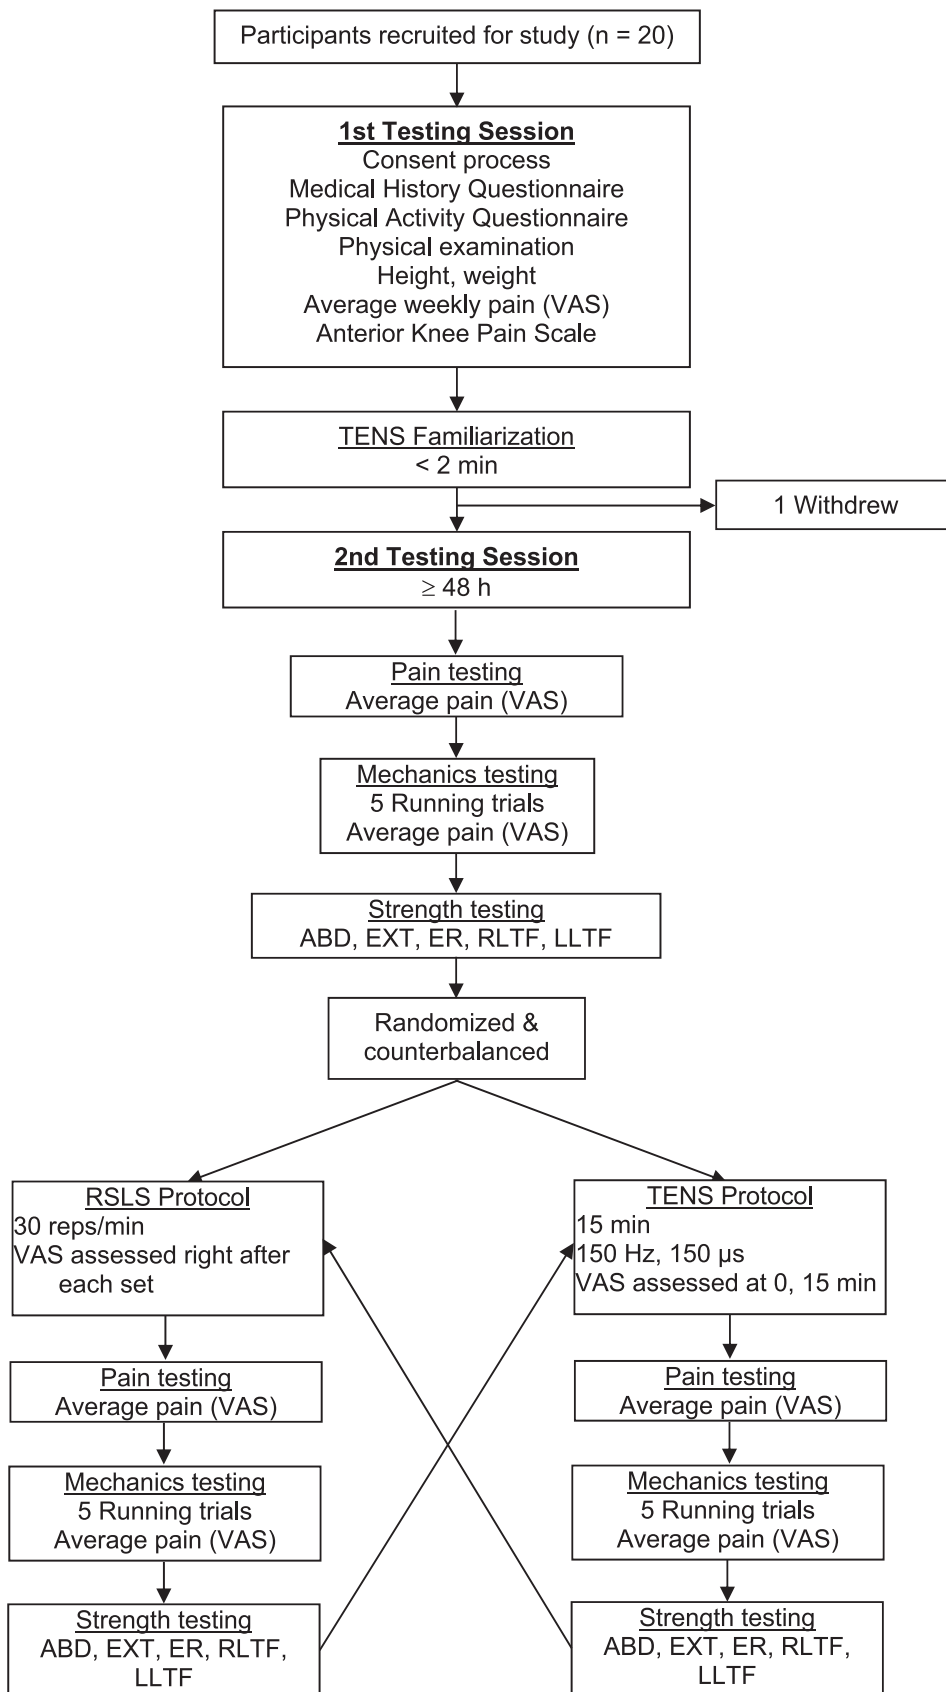 Participants recruited for study (n = 20)
1st Testing Session
Consent process
Medical History Questionnaire
Physical Activity Questionnaire
Physical examination
Height, weight
Average weekly pain (VAS)
Anterior Knee Pain Scale
TENS Familiarization
< 2 min
1 Withdrew
2nd Testing Session
≥ 48 h
Pain testing
Average pain (VAS)
Mechanics testing
5 Running trials
Average pain (VAS)
Strength testing
ABD, EXT, ER, RLTF, LLTF
Randomized &
counterbalanced
RSLS Protocol
30 reps/min
VAS assessed right after
each set
Pain testing
Average pain (VAS)
Mechanics testing
5 Running trials
Average pain (VAS)
Strength testing
ABD, EXT, ER, RLTF,
LLTF
TENS Protocol
15 min
150 Hz, 150 µs
VAS assessed at 0, 15 min
Pain testing
Average pain (VAS)
Mechanics testing
5 Running trials
Average pain (VAS)
Strength testing
ABD, EXT, ER, RLTF,
LLTF